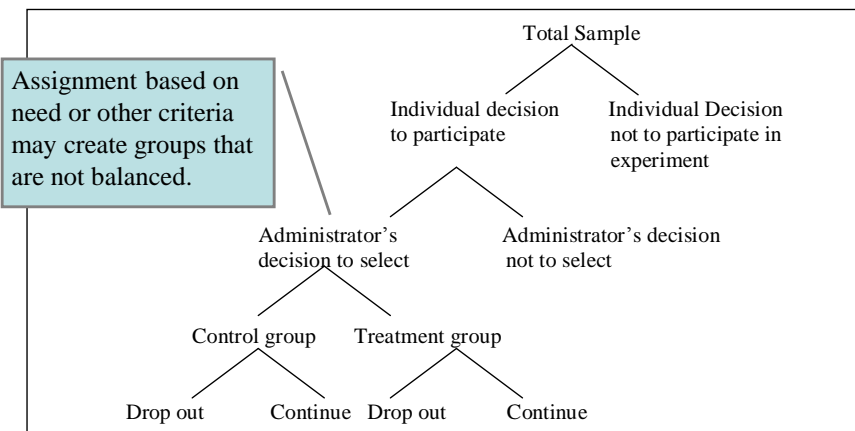 Total Sample
Assignment based on
need or other criteria
may create groups that
are not balanced.
Individual decision
to participate
Individual Decision
not to participate in
experiment
Administrator's
decision to select
Administrator's decision
not to select
Control group
Treatment group
Drop out
Continue
Drop out
Continue